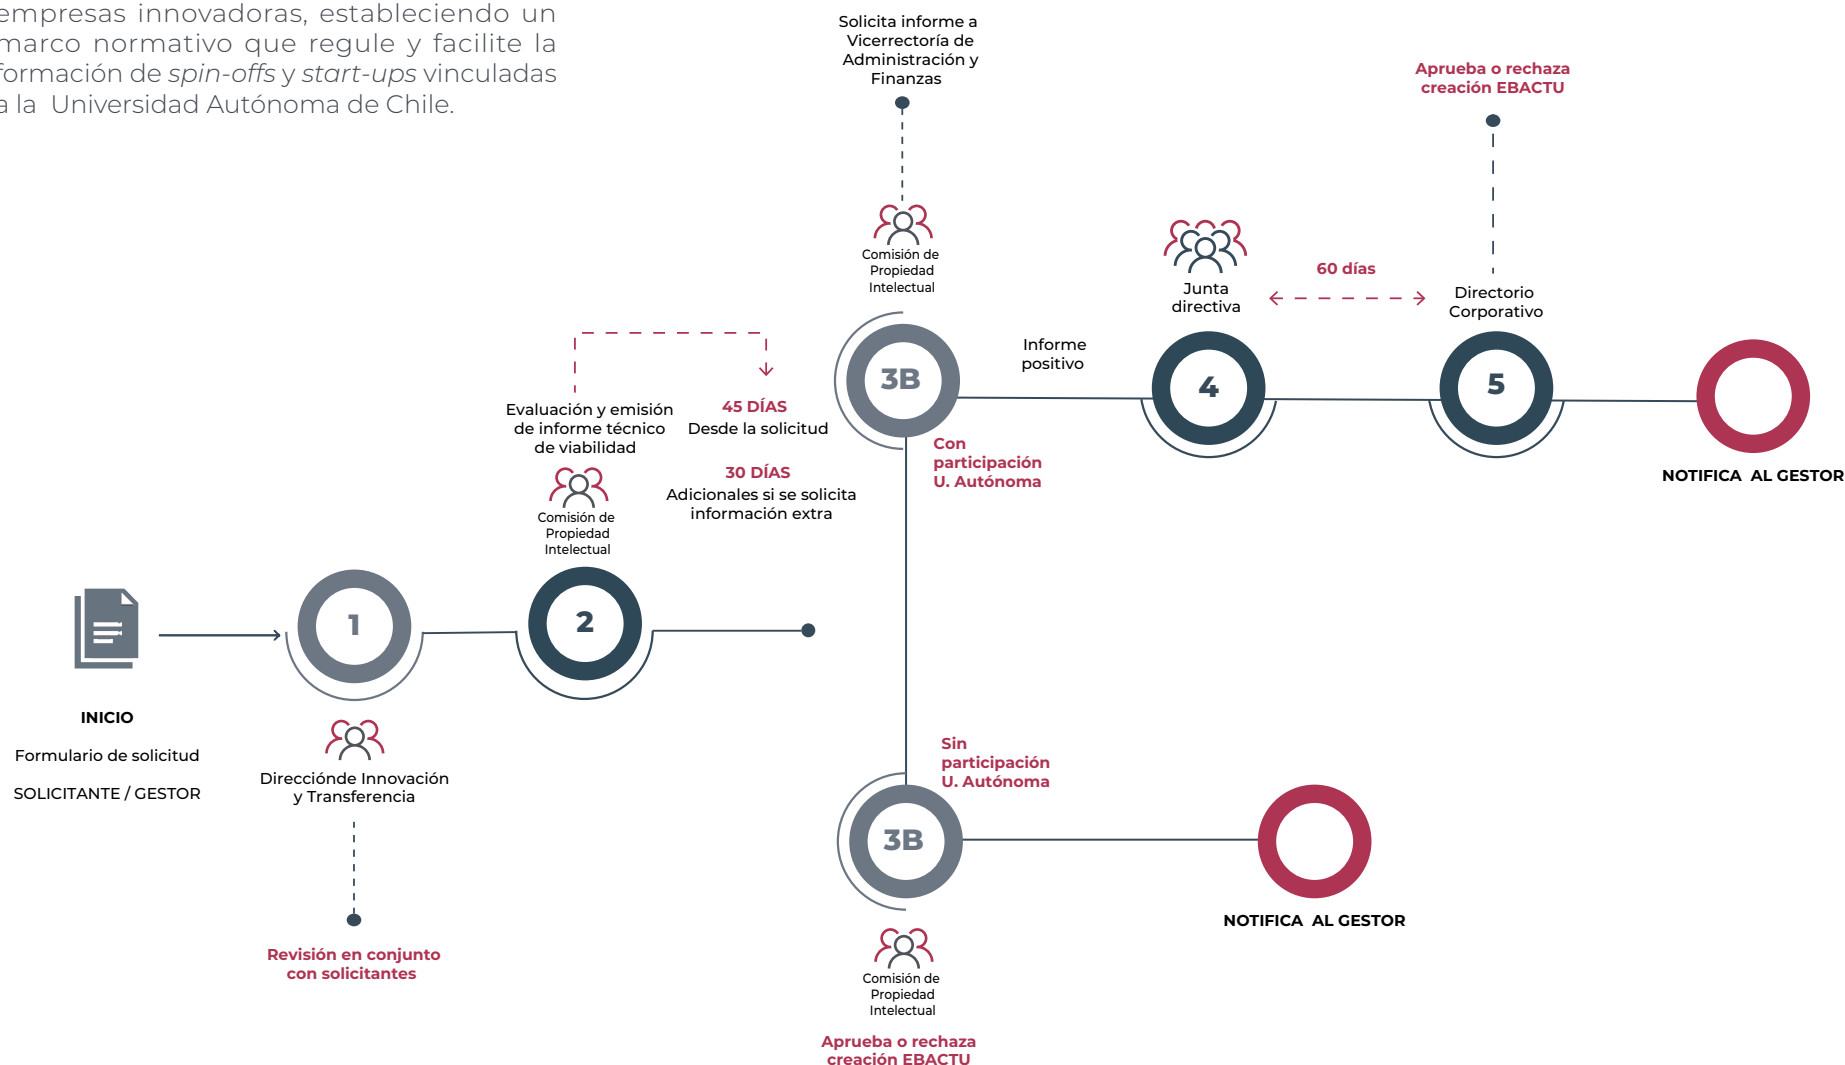 empresas innovadoras, estableciendo un
marco normativo que regule y facilite la
formación de spin-offs y start-ups vinculadas
a la Universidad Autónoma de Chile.
Solicita informe a
Vicerrectoría de
Administración y
Finanzas
Aprueba o rechaza
creación EBACTU
Comisión de
Propiedad
Intelectual
Junta
directiva
60 días
Directorio
Corporativo
3B
Informe
positivo
4
5
Con
participación
U. Autónoma
NOTIFICA AL GESTOR
Evaluación y emisión
de informe técnico
de viabilidad
45 DÍAS
Desde la solicitud
30 DÍAS
Adicionales si se solicita
información extra
Comisión de
Propiedad
Intelectual
1
2
INICIO
Formulario de solicitud
SOLICITANTE / GESTOR
Direcciónde Innovación
y Transferencia
Revisión en conjunto
con solicitantes
Sin
participación
U. Autónoma
3B
NOTIFICA AL GESTOR
Comisión de
Propiedad
Intelectual
Aprueba o rechaza
creación EBACTU